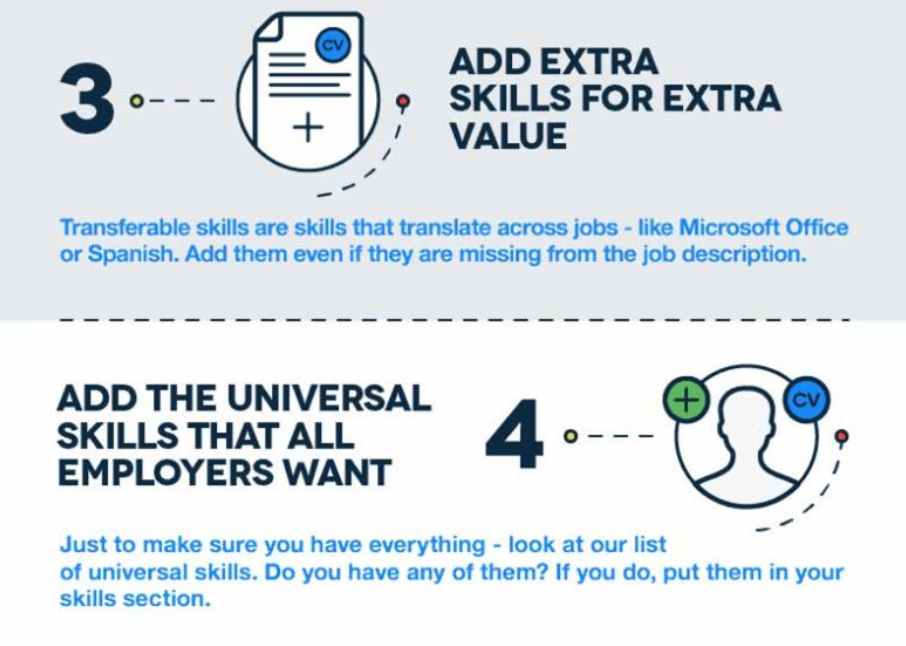 3
CV
ADD EXTRA
SKILLS FOR EXTRA
VALUE
Transferable skills are skills that translate across jobs - like Microsoft Office
or Spanish. Add them even if they are missing from the job description.
ADD THE UNIVERSAL
SKILLS THAT ALL
EMPLOYERS WANT
4
CV
Just to make sure you have everything - look at our list
of universal skills. Do you have any of them? If you do, put them in your
skills section.